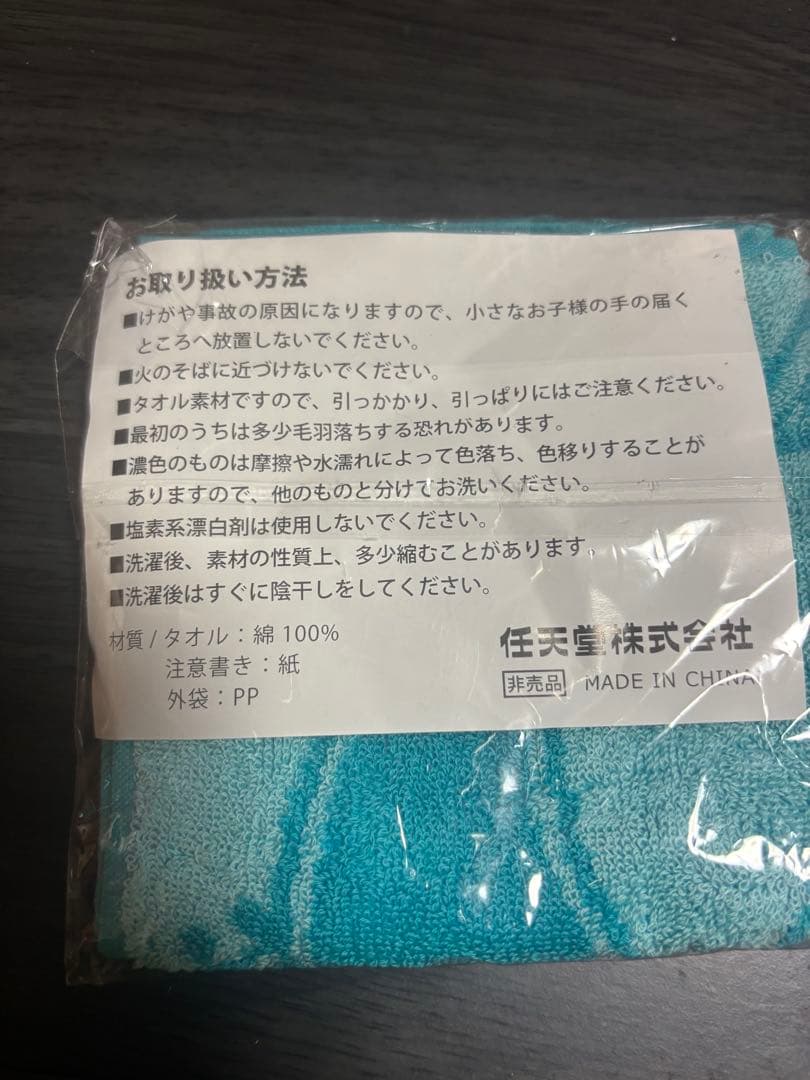 お取り扱い方法
■けがや事故の原因になりますので、小さなお子様の手の届く
ところへ放置しないでください。
■火のそばに近づけないでください。
■タオル素材ですので、引っかかり、引っぱりにはご注意ください。
■最初のうちは多少毛羽落ちする恐れがあります。
■濃色のものは摩擦や水濡れによって色落ち、色移りすることが
ありますので、他のものと分けてお洗いください。
■塩素系漂白剤は使用しないでください。
■洗濯後、素材の性質上、多少縮むことがあります。
■洗濯後はすぐに陰干しをしてください。
材質 / タオル：綿 100%
注意書き：紙
外袋：PP
任天堂株式会社
非売品 MADE IN CHINA